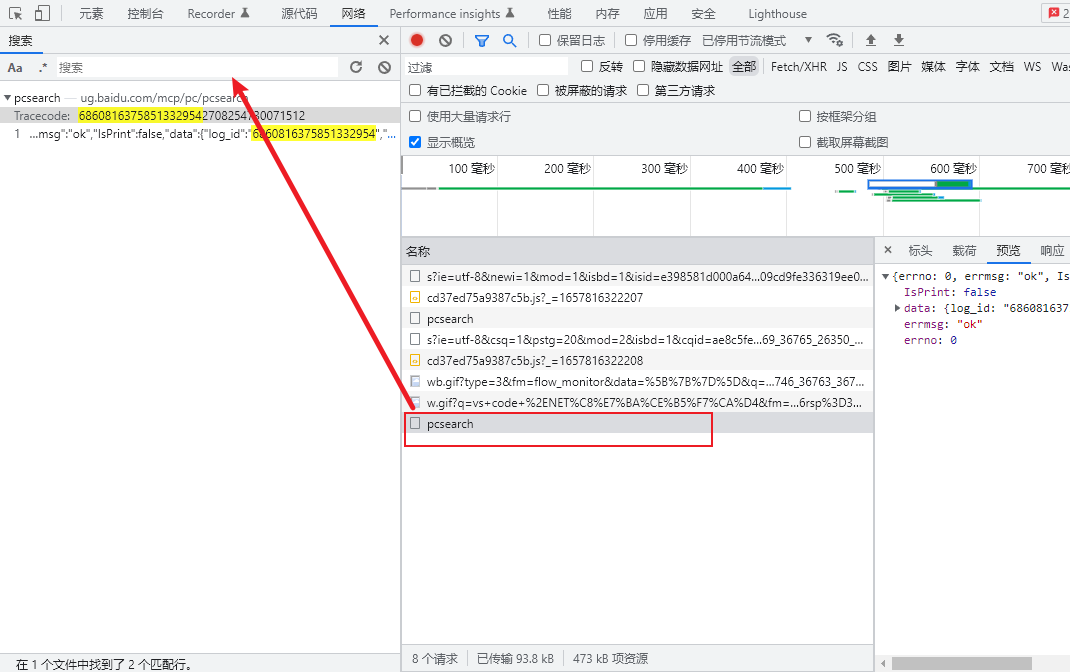 元素 控制台 Recorder 源代码 网络 Performance insights 性能 内存 应用 安全 Lighthouse 2
搜索
Aa .* 搜索
pcsearch — ug.baidu.com/mcp/pc/pcsearch
Tracecode: 68608163758513329542708254730071512
1 ...msg":"ok","IsPrint":false,"data":{"log_id":"6860816375851332954","...
在 1 个文件中找到了 2 个匹配行。
保留日志 停用缓存 已停用节流模式
过滤 反转 隐藏数据网址 全部 Fetch/XHR JS CSS 图片 媒体 字体 文档 WS Was
有已拦截的 Cookie 被屏蔽的请求 第三方请求
使用大量请求行 按框架分组
显示概览 截取屏幕截图
100 毫秒 200 毫秒 300 毫秒 400 毫秒 500 毫秒 600 毫秒 700 毫秒
名称
s?ie=utf-8&newi=1&mod=1&isbd=1&isid=e398581d000a64...09cd9fe336319ee0...
cd37ed75a9387c5b.js?_=1657816322207
pcsearch
s?ie=utf-8&csq=1&pstg=20&mod=2&isbd=1&cqid=ae8c5fe...69_36765_26350_...
cd37ed75a9387c5b.js?_=1657816322208
wb.gif?type=3&fm=flow_monitor&data=%5B%7B%7D%5D&q=...746_36763_367...
w.gif?q=vs+code+%2ENET%C8%E7%BA%CE%B5%F7%CA%D4&fm=...6rsp%3D3...
pcsearch
8 个请求 已传输 93.8 kB 473 kB 项资源
× 标头 载荷 预览 响应
{errno: 0, errmsg: "ok", Is
IsPrint: false
data: {log_id: "686081637
errmsg: "ok"
errno: 0